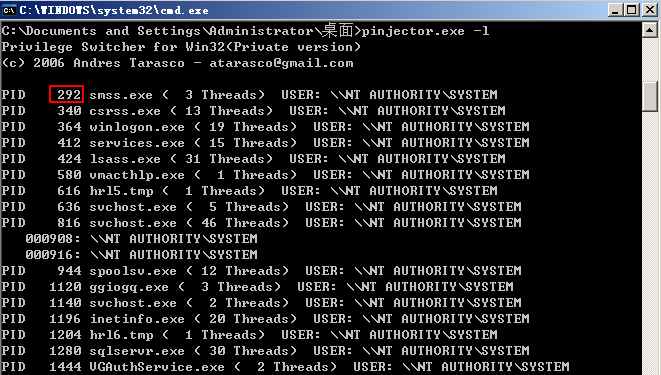 C:\WINDOWS\system32\cmd.exe
C:\Documents and Settings\Administrator\桌面>pinjector.exe -l
Privilege Switcher for Win32(Private version)
(c) 2006 Andres Tarasco - atarasco@gmail.com
PID    292 smss.exe (  3 Threads)  USER: \\NT AUTHORITY\SYSTEM
PID    340 csrss.exe ( 13 Threads)  USER: \\NT AUTHORITY\SYSTEM
PID    364 winlogon.exe ( 19 Threads)  USER: \\NT AUTHORITY\SYSTEM
PID    412 services.exe ( 15 Threads)  USER: \\NT AUTHORITY\SYSTEM
PID    424 lsass.exe ( 31 Threads)  USER: \\NT AUTHORITY\SYSTEM
PID    580 vmacthlp.exe (  1 Threads)  USER: \\NT AUTHORITY\SYSTEM
PID    616 hrl5.tmp (  1 Threads)  USER: \\NT AUTHORITY\SYSTEM
PID    636 svchost.exe (  5 Threads)  USER: \\NT AUTHORITY\SYSTEM
PID    816 svchost.exe ( 46 Threads)  USER: \\NT AUTHORITY\SYSTEM
   000908: \\NT AUTHORITY\SYSTEM
   000916: \\NT AUTHORITY\SYSTEM
PID    944 spoolsv.exe ( 12 Threads)  USER: \\NT AUTHORITY\SYSTEM
PID   1120 ggiogq.exe (  3 Threads)  USER: \\NT AUTHORITY\SYSTEM
PID   1140 svchost.exe (  2 Threads)  USER: \\NT AUTHORITY\SYSTEM
PID   1196 inetinfo.exe ( 20 Threads)  USER: \\NT AUTHORITY\SYSTEM
PID   1204 hrl6.tmp (  1 Threads)  USER: \\NT AUTHORITY\SYSTEM
PID   1280 sqlservr.exe ( 30 Threads)  USER: \\NT AUTHORITY\SYSTEM
PID   1444 VGAuthService.exe (  2 Threads)  USER: \\NT AUTHORITY\SYSTEM